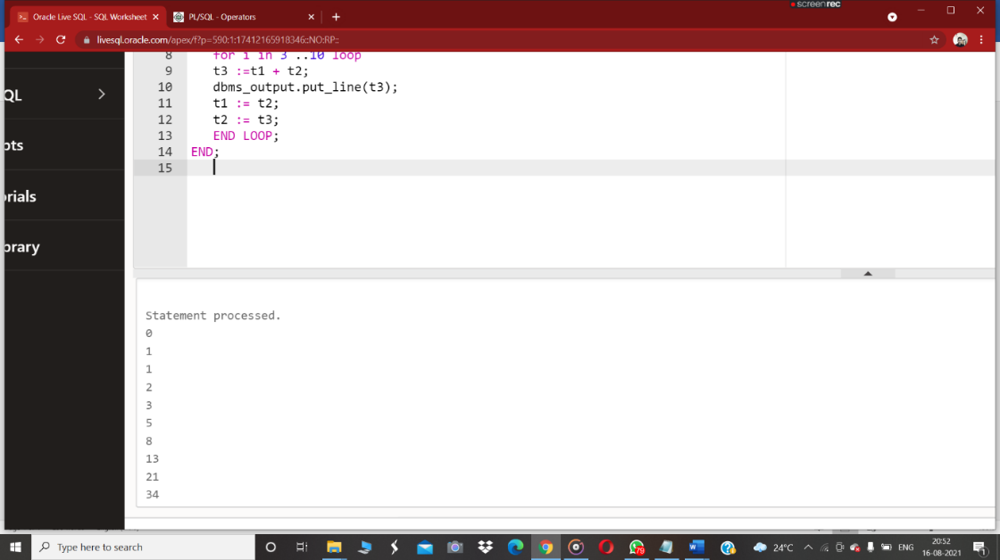 screenrec
Oracle Live SQL - SQL Worksheet
PL/SQL - Operators
livesql.oracle.com/apex/f?p=590:1:17412165918346::NO:RP::
8 for i in 3 ..10 loop
9 t3 :=t1 + t2;
10 dbms_output.put_line(t3);
11 t1 := t2;
12 t2 := t3;
13 END LOOP;
14 END;
15
QL
pts
rials
brary
Statement processed.
0
1
1
2
3
5
8
13
21
34
Type here to search
79
24°C
ENG
20:52
16-08-2021
1